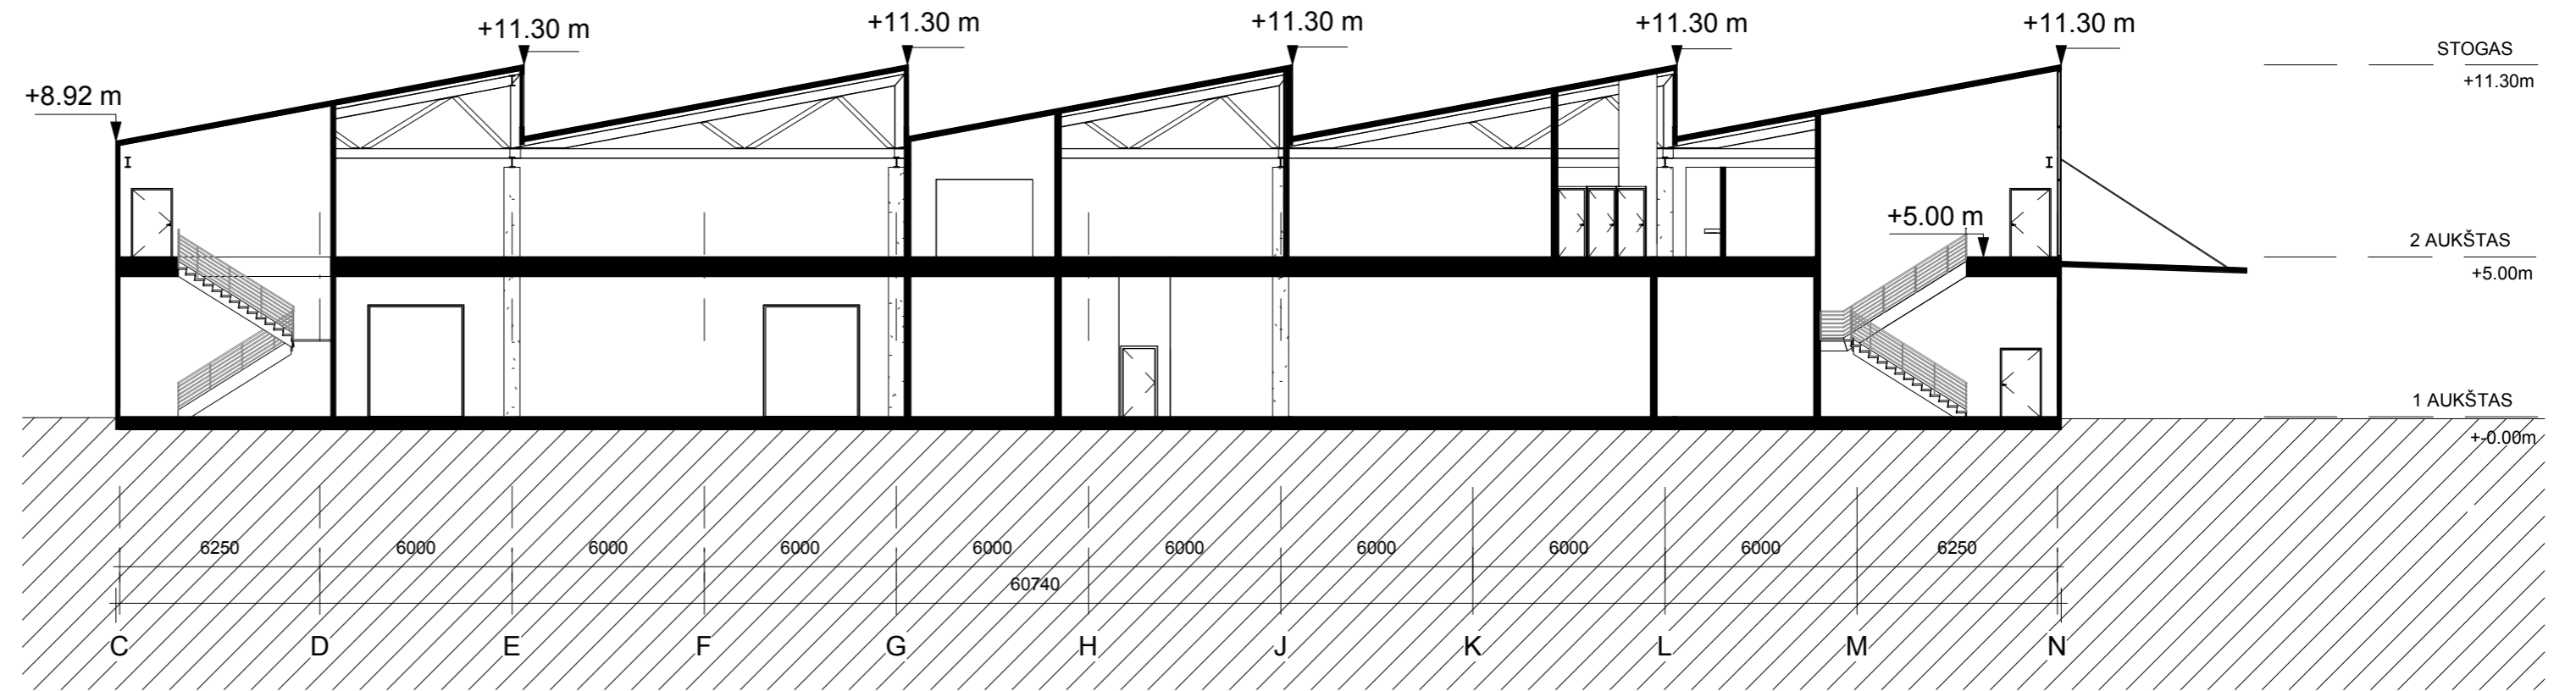 +11.30 m
+11.30 m
+11.30 m
+11.30 m
+11.30 m
STOGAS
+11.30m
+8.92 m
+5.00 m
2 AUKŠTAS
+5.00m
1 AUKŠTAS
+-0.00m
6250 6000 6000 6000 6000 6000 6000 6000 6000 6250
60740
C D E F G H J K L M N